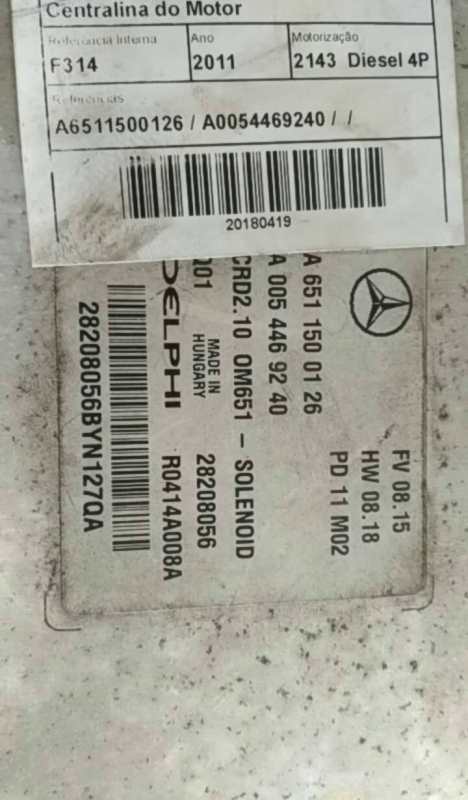 Centralina do Motor
Referência Interna
Ano
Motorização
F314
2011
2143 Diesel 4P
Referências
A6511500126 / A0054469240 / /
20180419
FV 08.15
HW 08.18
PD 11 M02
A 651 150 01 26
A 005 446 92 40
CRD2.10 OM651 - SOLENOID
MADE IN
HUNGARY
28208056
DELPHI
R0414A008A
28208056BYN127QA